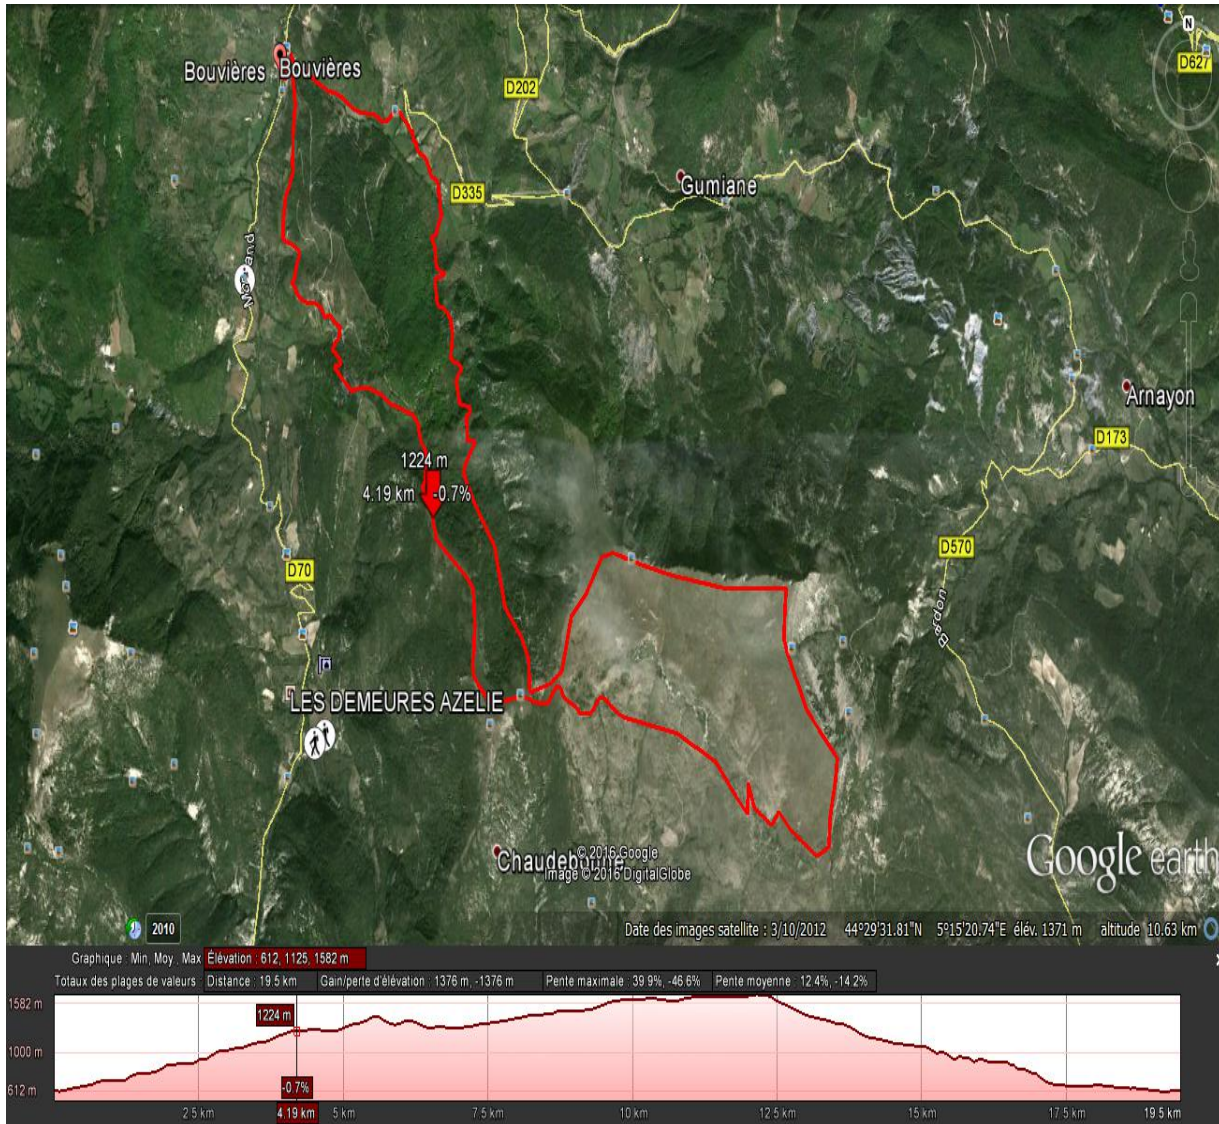 N
D627
Bouvières Bouvières
D202
D335
Gumiane
Arnayon
D173
1224 m
4.19 km -0.7%
D570
D70
LES DEMEURES AZELIE
Chaudebonne
© 2016 Google
Image © 2016 DigitalGlobe
Google earth
2010
Date des images satellite : 3/10/2012 44°29'31.81"N 5°15'20.74"E élév. 1371 m altitude 10.63 km
Graphique : Min, Moy., Max Élévation : 612, 1125, 1582 m
Totaux des plages de valeurs : Distance : 19.5 km Gain/perte d'élévation : 1376 m, -1376 m Pente maximale : 39.9%, -46.6% Pente moyenne : 12.4%, -14.2%
1582 m
1224 m
1000 m
612 m
-0.7%
2.5 km 4.19 km 5 km 7.5 km 10 km 12.5 km 15 km 17.5 km 19.5 km